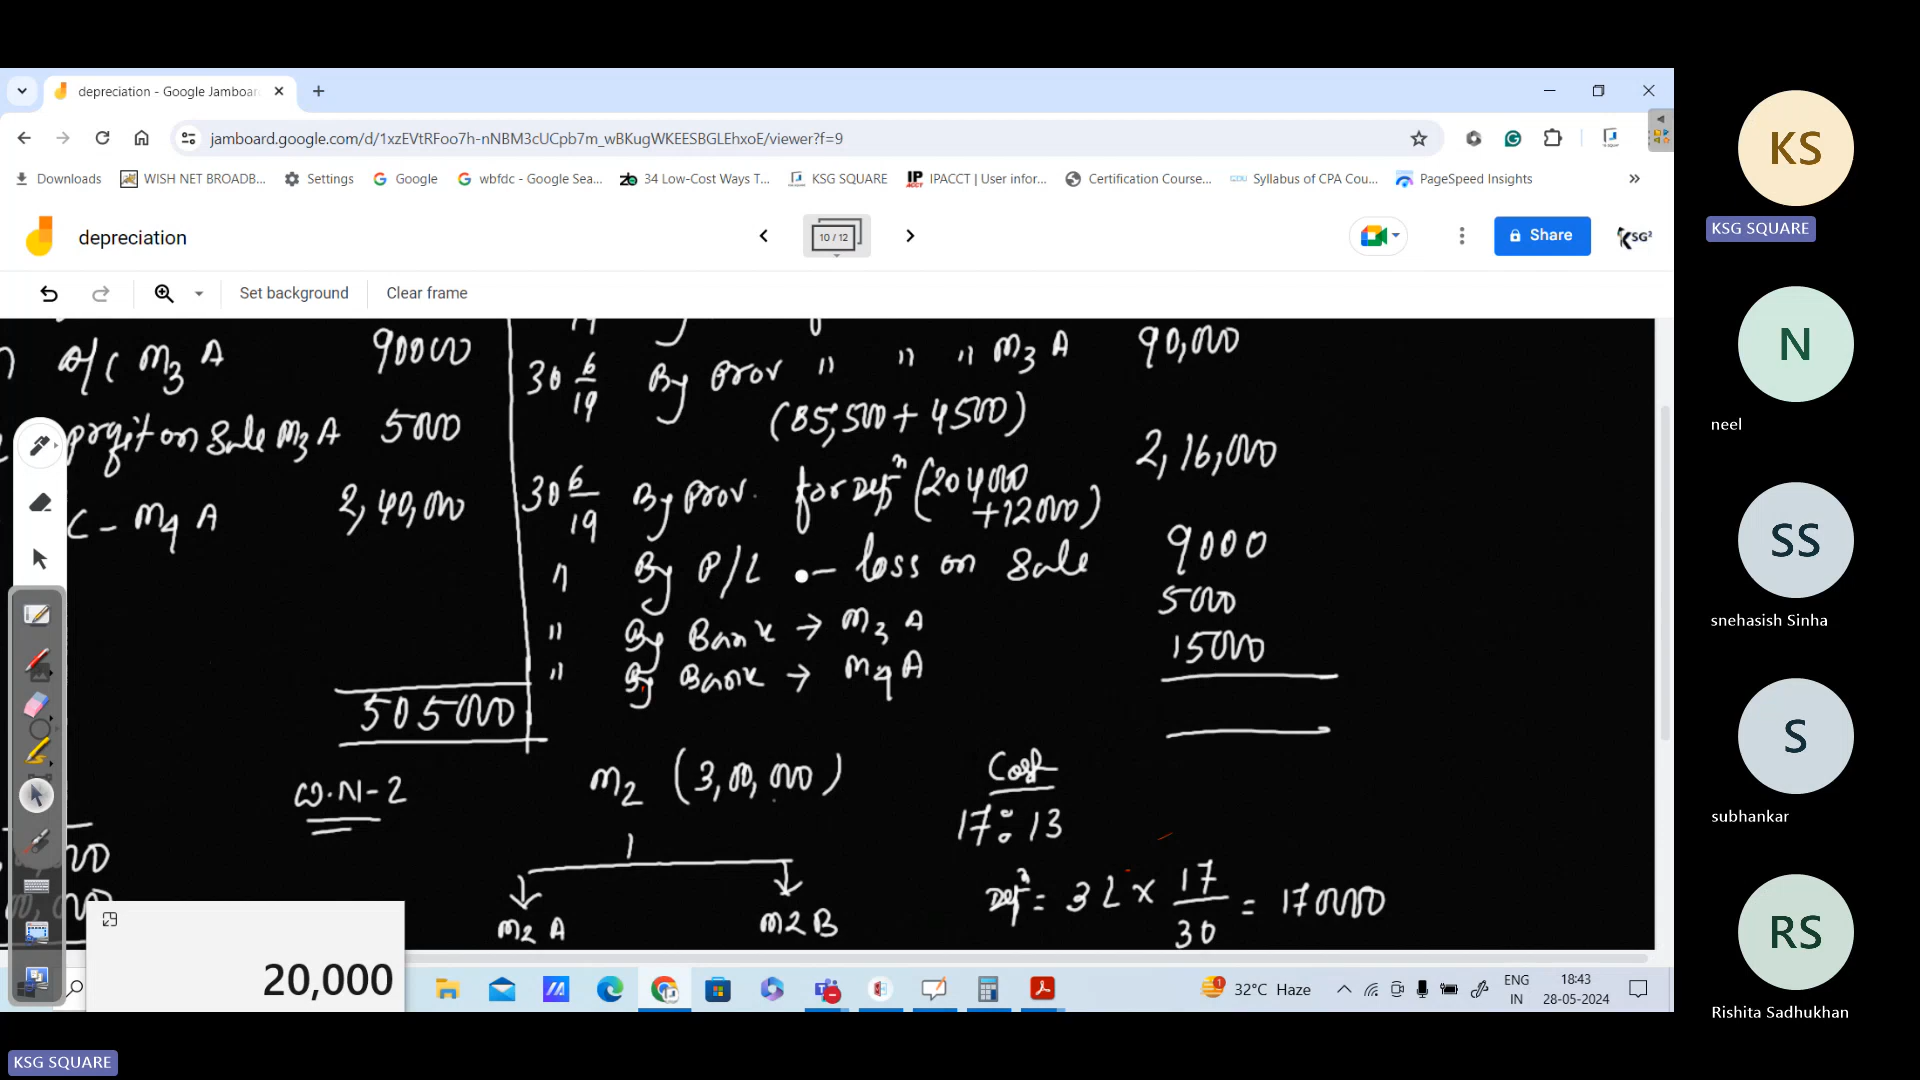 depreciation - Google Jamboar
jamboard.google.com/d/1xzEVtRFoo7h-nNBM3cUCpb7m_wBKugWKEESBGLEhxoE/viewer?f=9
Downloads WISH NET BROADB... Settings Google wbfdc - Google Sea... 34 Low-Cost Ways T... KSG SQUARE IPACCT | User infor... Certification Course... Syllabus of CPA Cou... PageSpeed Insights
depreciation
10 / 12
Share
KSG²
Set background Clear frame
A/C M3 A 90000
30 6/19 By Prov " " " M3 A 90,000
(85,500 + 4500)
profit on Sale M3 A 5000
C - M4 A 2,40,000
30 6/19 By Prov. for Depn (204000 + 12000) 2,16,000
" By P/L - loss on Sale 9000
" By Bank → M3 A 5000
" By Bank → M4 A 15000
505000
W.N-2
M2 (3,00,000)
M2 A M2 B
Cost
17:13
Depn = 3L × 17/30 = 17000
20,000
32°C Haze
ENG IN
18:43
28-05-2024
KS
KSG SQUARE
N
neel
SS
snehasish Sinha
S
subhankar
RS
Rishita Sadhukhan
KSG SQUARE